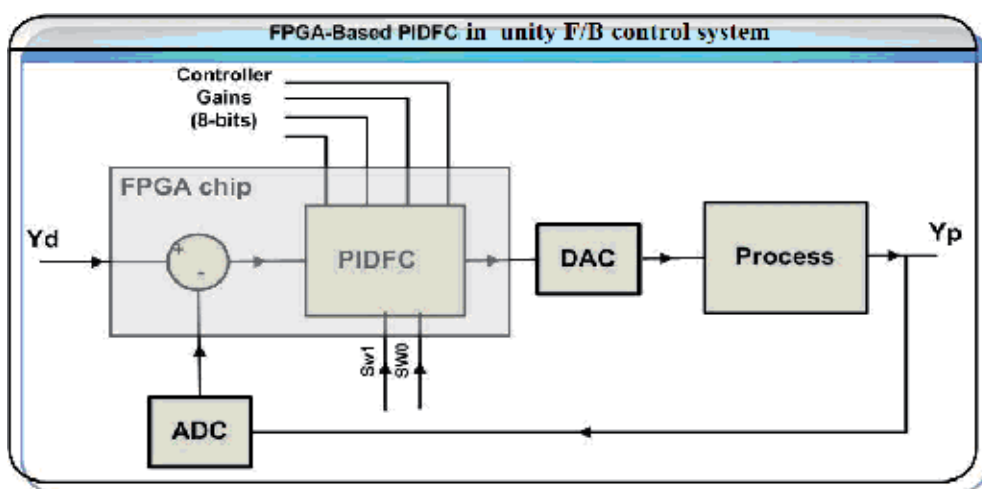 FPGA-Based PIDFC in unity F/B control system
Controller
Gains
(8-bits)
FPGA chip
Yd
+
-
PIDFC
DAC
Process
Yp
Sw1
SW0
ADC